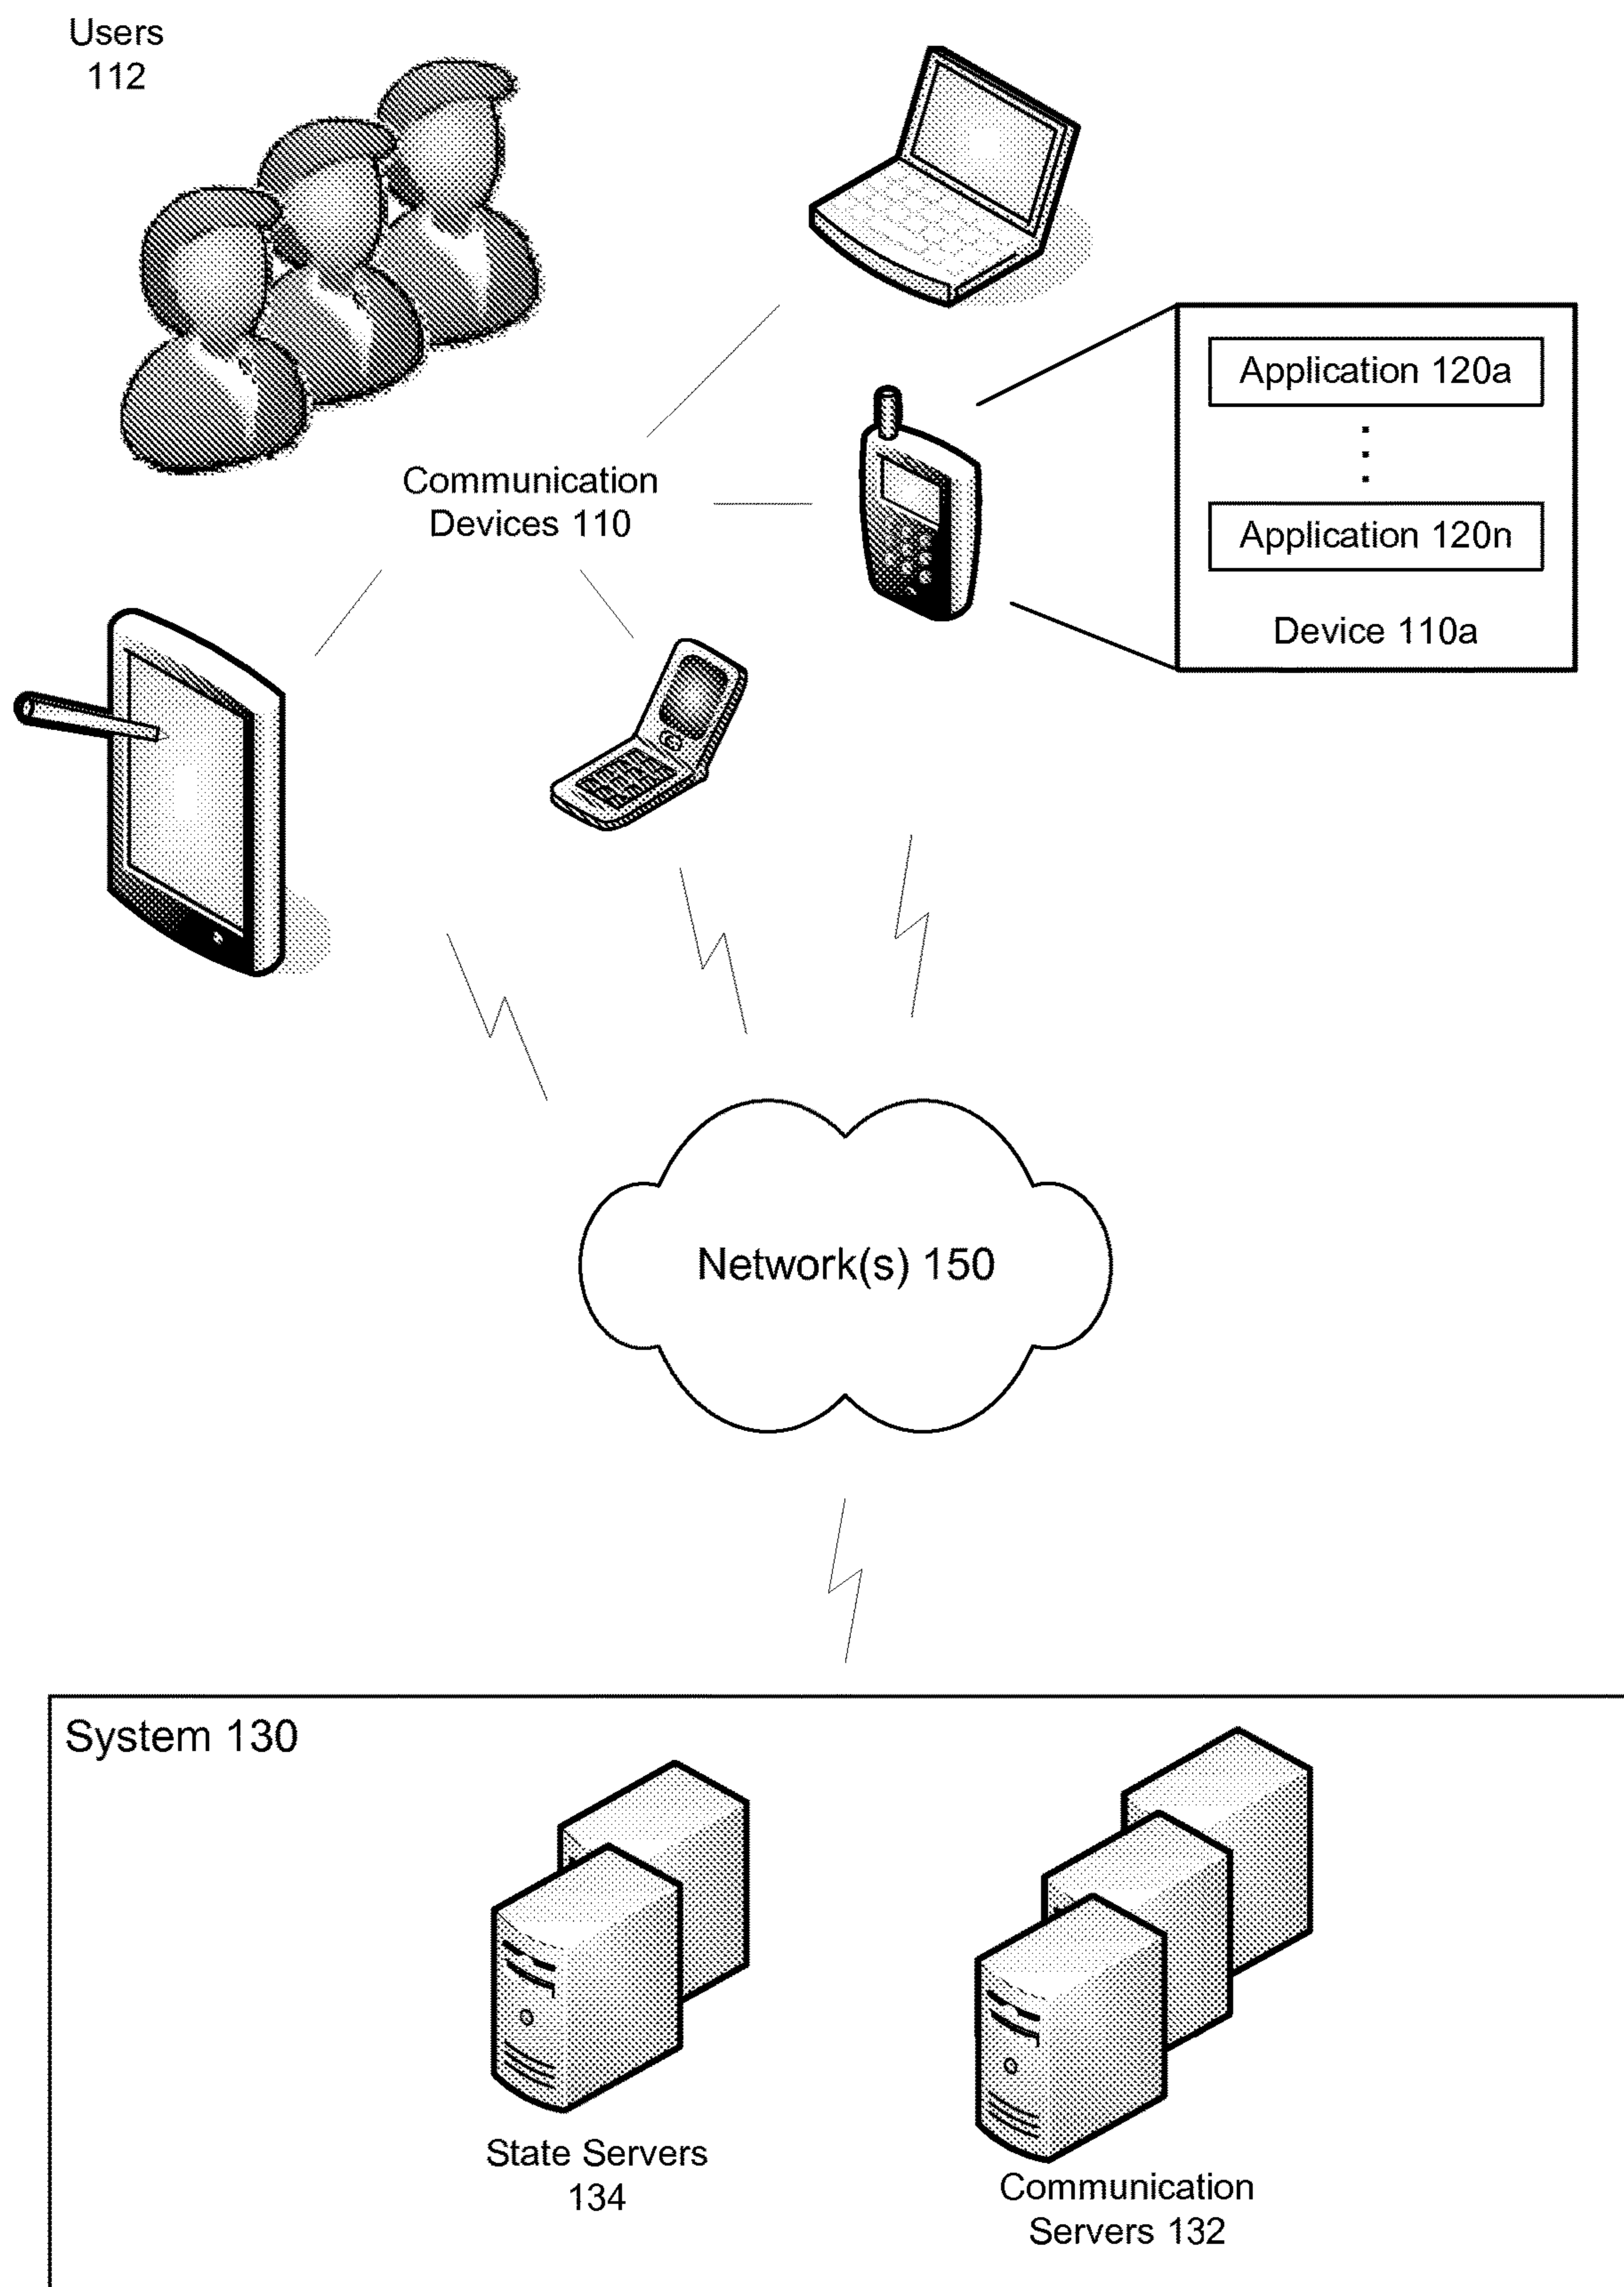 Users
112
Application 120a
Application 120n
Device 110a
Communication
Devices 110
Network(s) 150
System 130
State Servers
134
Communication
Servers 132